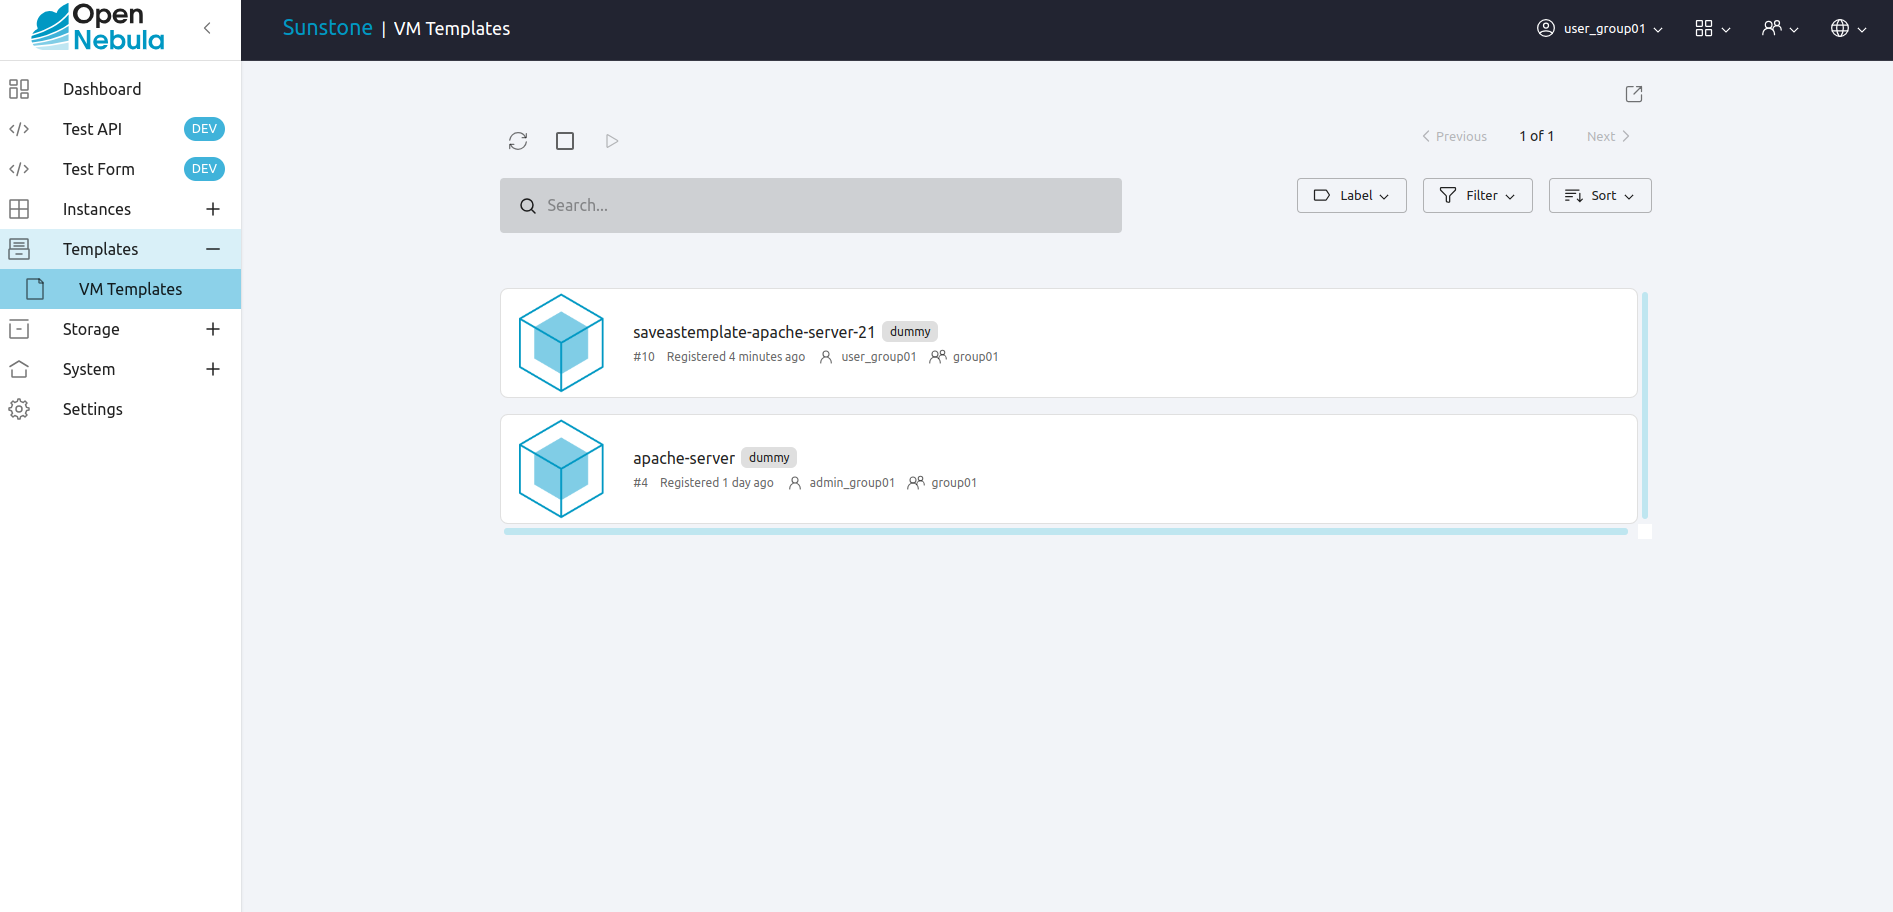 Open
Nebula
Sunstone | VM Templates
user_group01
Dashboard
Test API DEV
Test Form DEV
Instances
Templates
VM Templates
Storage
System
Settings
Previous 1 of 1 Next
Search...
Label Filter Sort
saveastemplate-apache-server-21 dummy
#10 Registered 4 minutes ago user_group01 group01
apache-server dummy
#4 Registered 1 day ago admin_group01 group01